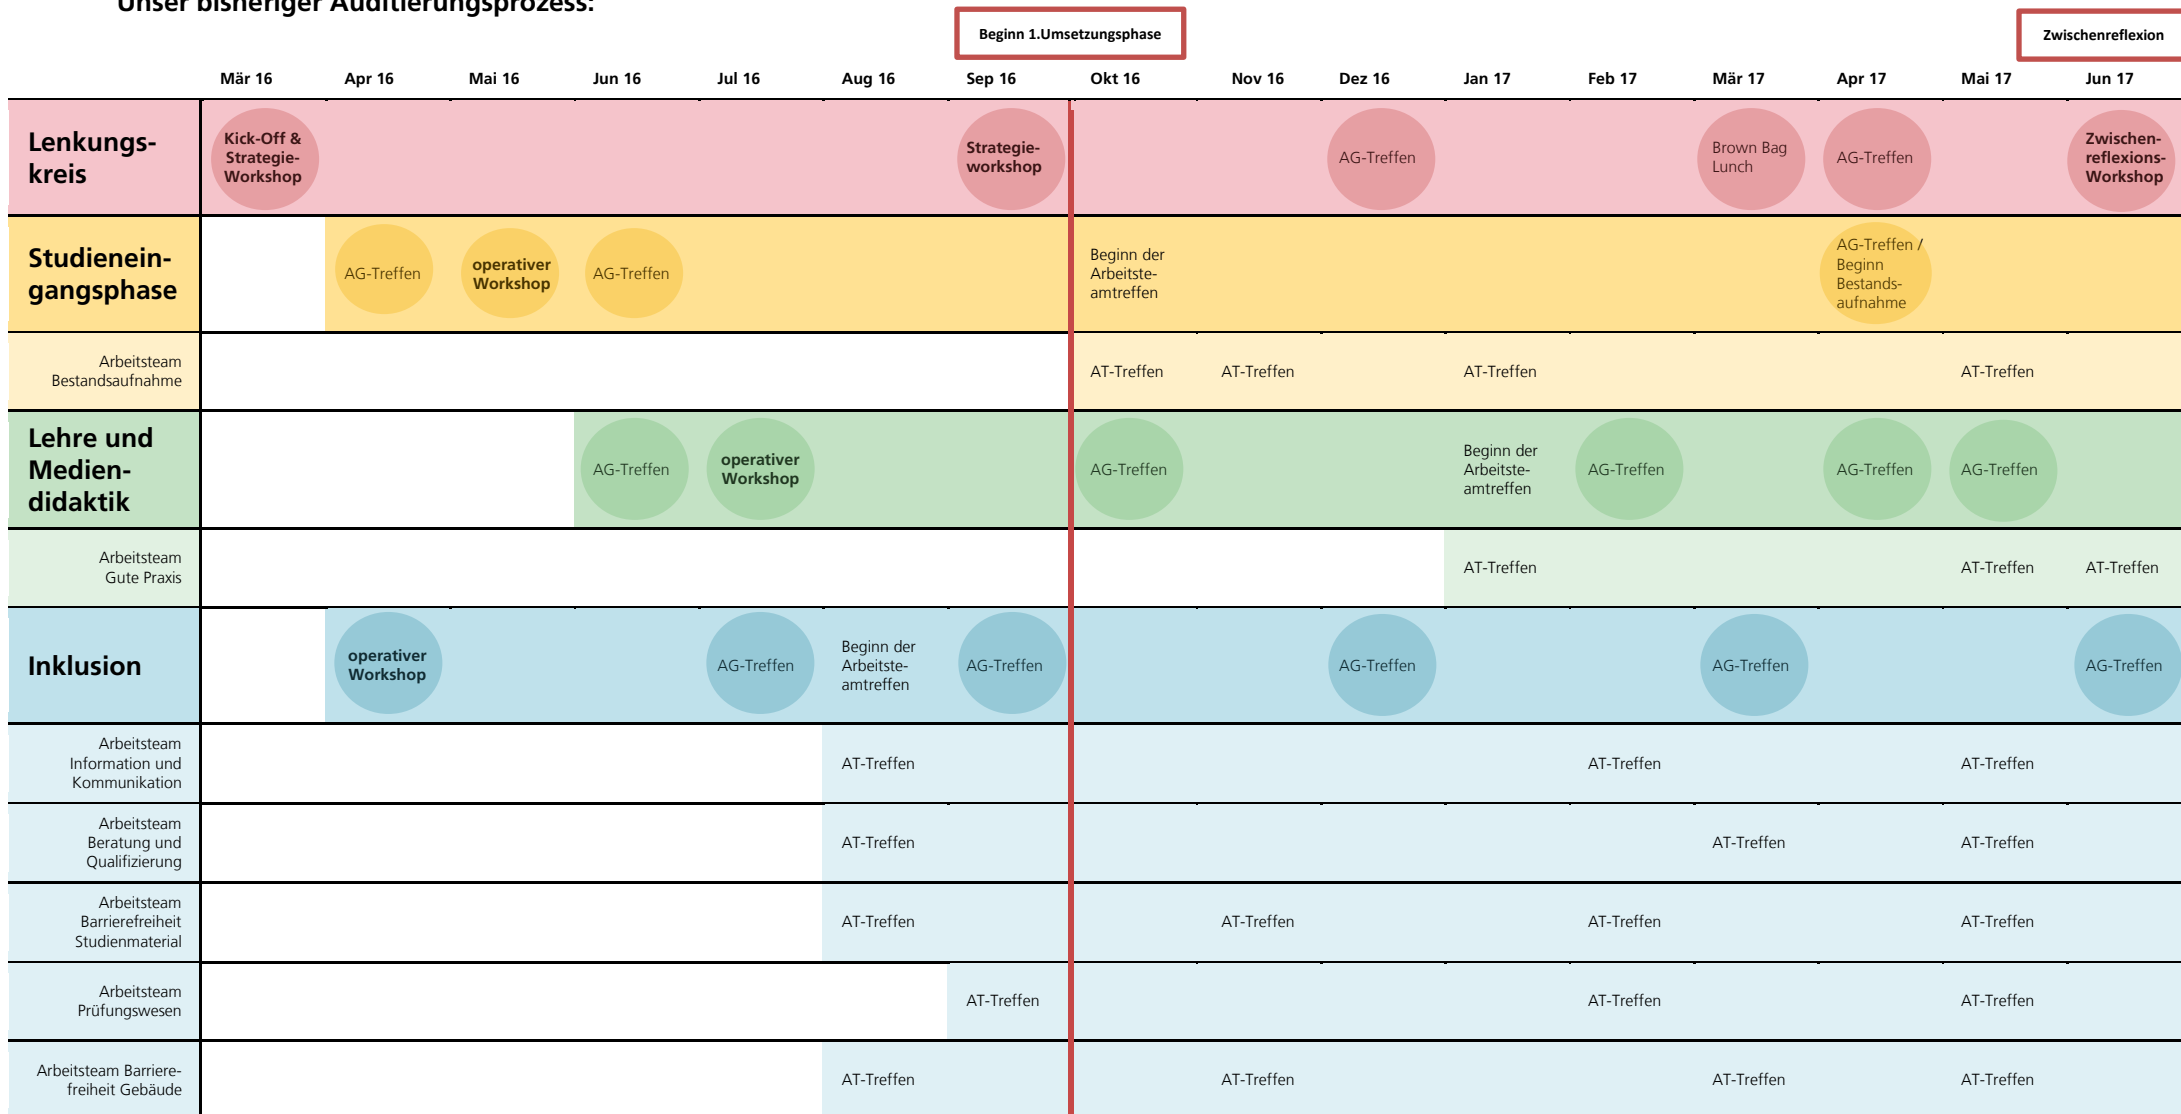 Unser bisheriger Auditierungsprozess:
Beginn 1.Umsetzungsphase
Zwischenreflexion
Mär 16 Apr 16 Mai 16 Jun 16 Jul 16 Aug 16 Sep 16 Okt 16 Nov 16 Dez 16 Jan 17 Feb 17 Mär 17 Apr 17 Mai 17 Jun 17
Lenkungs-
kreis
Kick-Off &
Strategie-
Workshop
Strategie-
workshop
AG-Treffen
Brown Bag
Lunch
AG-Treffen
Zwischen-
reflexions-
Workshop
Studienein-
gangsphase
AG-Treffen
operativer
Workshop
AG-Treffen
Beginn der
Arbeitste-
amtreffen
AG-Treffen /
Beginn
Bestands-
aufnahme
Arbeitsteam
Bestandsaufnahme
AT-Treffen AT-Treffen AT-Treffen AT-Treffen
Lehre und
Medien-
didaktik
AG-Treffen
operativer
Workshop
AG-Treffen
Beginn der
Arbeitste-
amtreffen
AG-Treffen
AG-Treffen
AG-Treffen
Arbeitsteam
Gute Praxis
AT-Treffen AT-Treffen AT-Treffen
Inklusion
operativer
Workshop
AG-Treffen
Beginn der
Arbeitste-
amtreffen
AG-Treffen
AG-Treffen
AG-Treffen
AG-Treffen
Arbeitsteam
Information und
Kommunikation
AT-Treffen AT-Treffen AT-Treffen
Arbeitsteam
Beratung und
Qualifizierung
AT-Treffen AT-Treffen AT-Treffen
Arbeitsteam
Barrierefreiheit
Studienmaterial
AT-Treffen AT-Treffen AT-Treffen AT-Treffen
Arbeitsteam
Prüfungswesen
AT-Treffen AT-Treffen AT-Treffen
Arbeitsteam Barriere-
freiheit Gebäude
AT-Treffen AT-Treffen AT-Treffen AT-Treffen